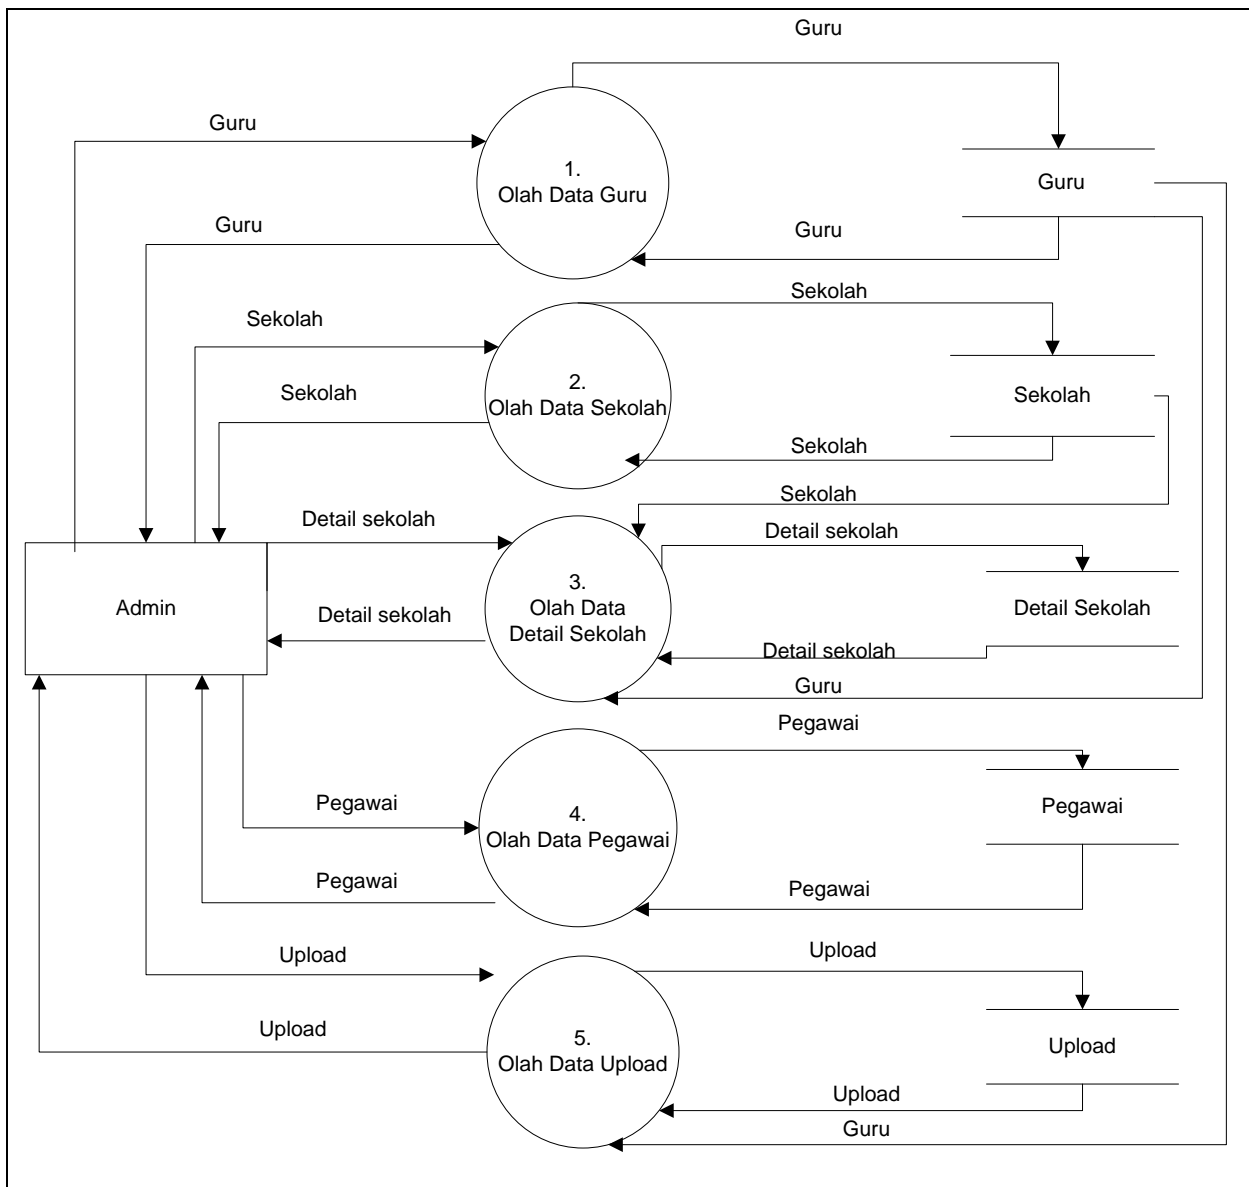 Guru
Guru
1.
Olah Data Guru
Guru
Guru
Guru
Sekolah
Sekolah
2.
Olah Data Sekolah
Sekolah
Sekolah
Sekolah
Sekolah
Detail sekolah
Detail sekolah
Admin
3.
Olah Data
Detail Sekolah
Detail Sekolah
Detail sekolah
Detail sekolah
Guru
Pegawai
Pegawai
4.
Olah Data Pegawai
Pegawai
Pegawai
Pegawai
Upload
Upload
5.
Olah Data Upload
Upload
Upload
Upload
Guru